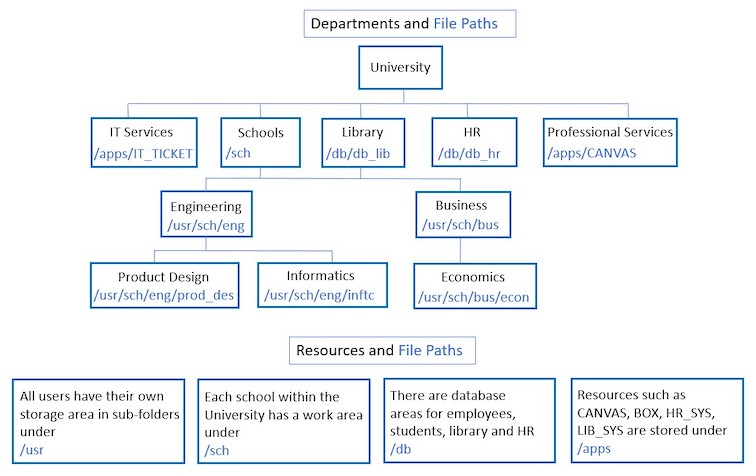 Departments and File Paths
University
IT Services
/apps/IT_TICKET
Schools
/sch
Library
/db/db_lib
HR
/db/db_hr
Professional Services
/apps/CANVAS
Engineering
/usr/sch/eng
Business
/usr/sch/bus
Product Design
/usr/sch/eng/prod_des
Informatics
/usr/sch/eng/inftc
Economics
/usr/sch/bus/econ
Resources and File Paths
All users have their own
storage area in sub-folders
under
/usr
Each school within the
University has a work area
under
/sch
There are database
areas for employees,
students, library and HR
/db
Resources such as
CANVAS, BOX, HR_SYS,
LIB_SYS are stored under
/apps